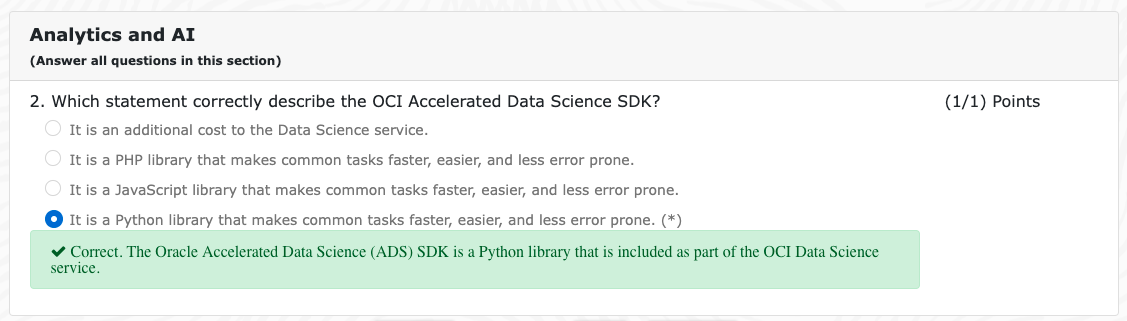 Analytics and AI
(Answer all questions in this section)
2. Which statement correctly describe the OCI Accelerated Data Science SDK?
(1/1) Points
It is an additional cost to the Data Science service.
It is a PHP library that makes common tasks faster, easier, and less error prone.
It is a JavaScript library that makes common tasks faster, easier, and less error prone.
It is a Python library that makes common tasks faster, easier, and less error prone. (*)
✔ Correct. The Oracle Accelerated Data Science (ADS) SDK is a Python library that is included as part of the OCI Data Science
service.